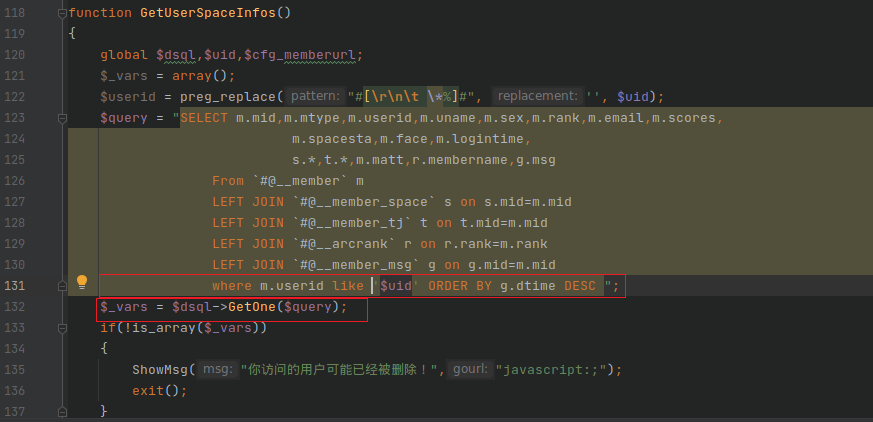 118 function GetUserSpaceInfos()
119 {
120 global $dsql,$uid,$cfg_memberurl;
121 $_vars = array();
122 $userid = preg_replace( pattern: "#[\r\n\t \*%]#", replacement: '', $uid);
123 $query = "SELECT m.mid,m.mtype,m.userid,m.uname,m.sex,m.rank,m.email,m.scores,
124 m.spacesta,m.face,m.logintime,
125 s.*,t.*,m.matt,r.membername,g.msg
126 From `#@__member` m
127 LEFT JOIN `#@__member_space` s on s.mid=m.mid
128 LEFT JOIN `#@__member_tj` t on t.mid=m.mid
129 LEFT JOIN `#@__arcrank` r on r.rank=m.rank
130 LEFT JOIN `#@__member_msg` g on g.mid=m.mid
131 where m.userid like '$uid' ORDER BY g.dtime DESC ";
132 $_vars = $dsql->GetOne($query);
133 if(!is_array($_vars))
134 {
135 ShowMsg( msg: "你访问的用户可能已经被删除！", gourl: "javascript:;");
136 exit();
137 }